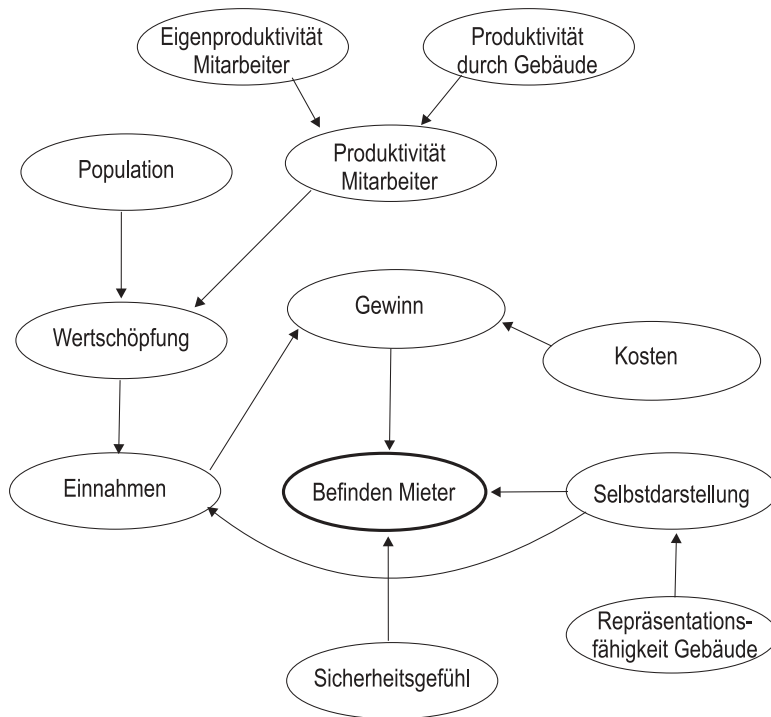 Eigenproduktivität
Mitarbeiter
Produktivität
durch Gebäude
Population
Produktivität
Mitarbeiter
Gewinn
Wertschöpfung
Kosten
Einnahmen
Befinden Mieter
Selbstdarstellung
Repräsentations-
fähigkeit Gebäude
Sicherheitsgefühl